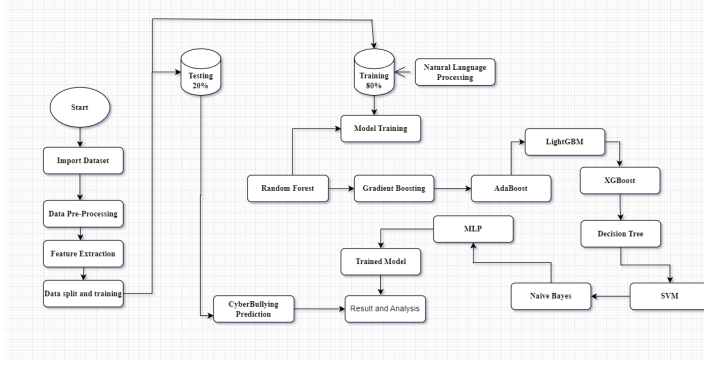 Start
Import Dataset
Data Pre-Processing
Feature Extraction
Data split and training
Testing
20%
Training
80%
Natural Language
Processing
Model Training
Random Forest
Gradient Boosting
AdaBoost
LightGBM
XGBoost
Decision Tree
SVM
Naive Bayes
MLP
Trained Model
CyberBullying
Prediction
Result and Analysis